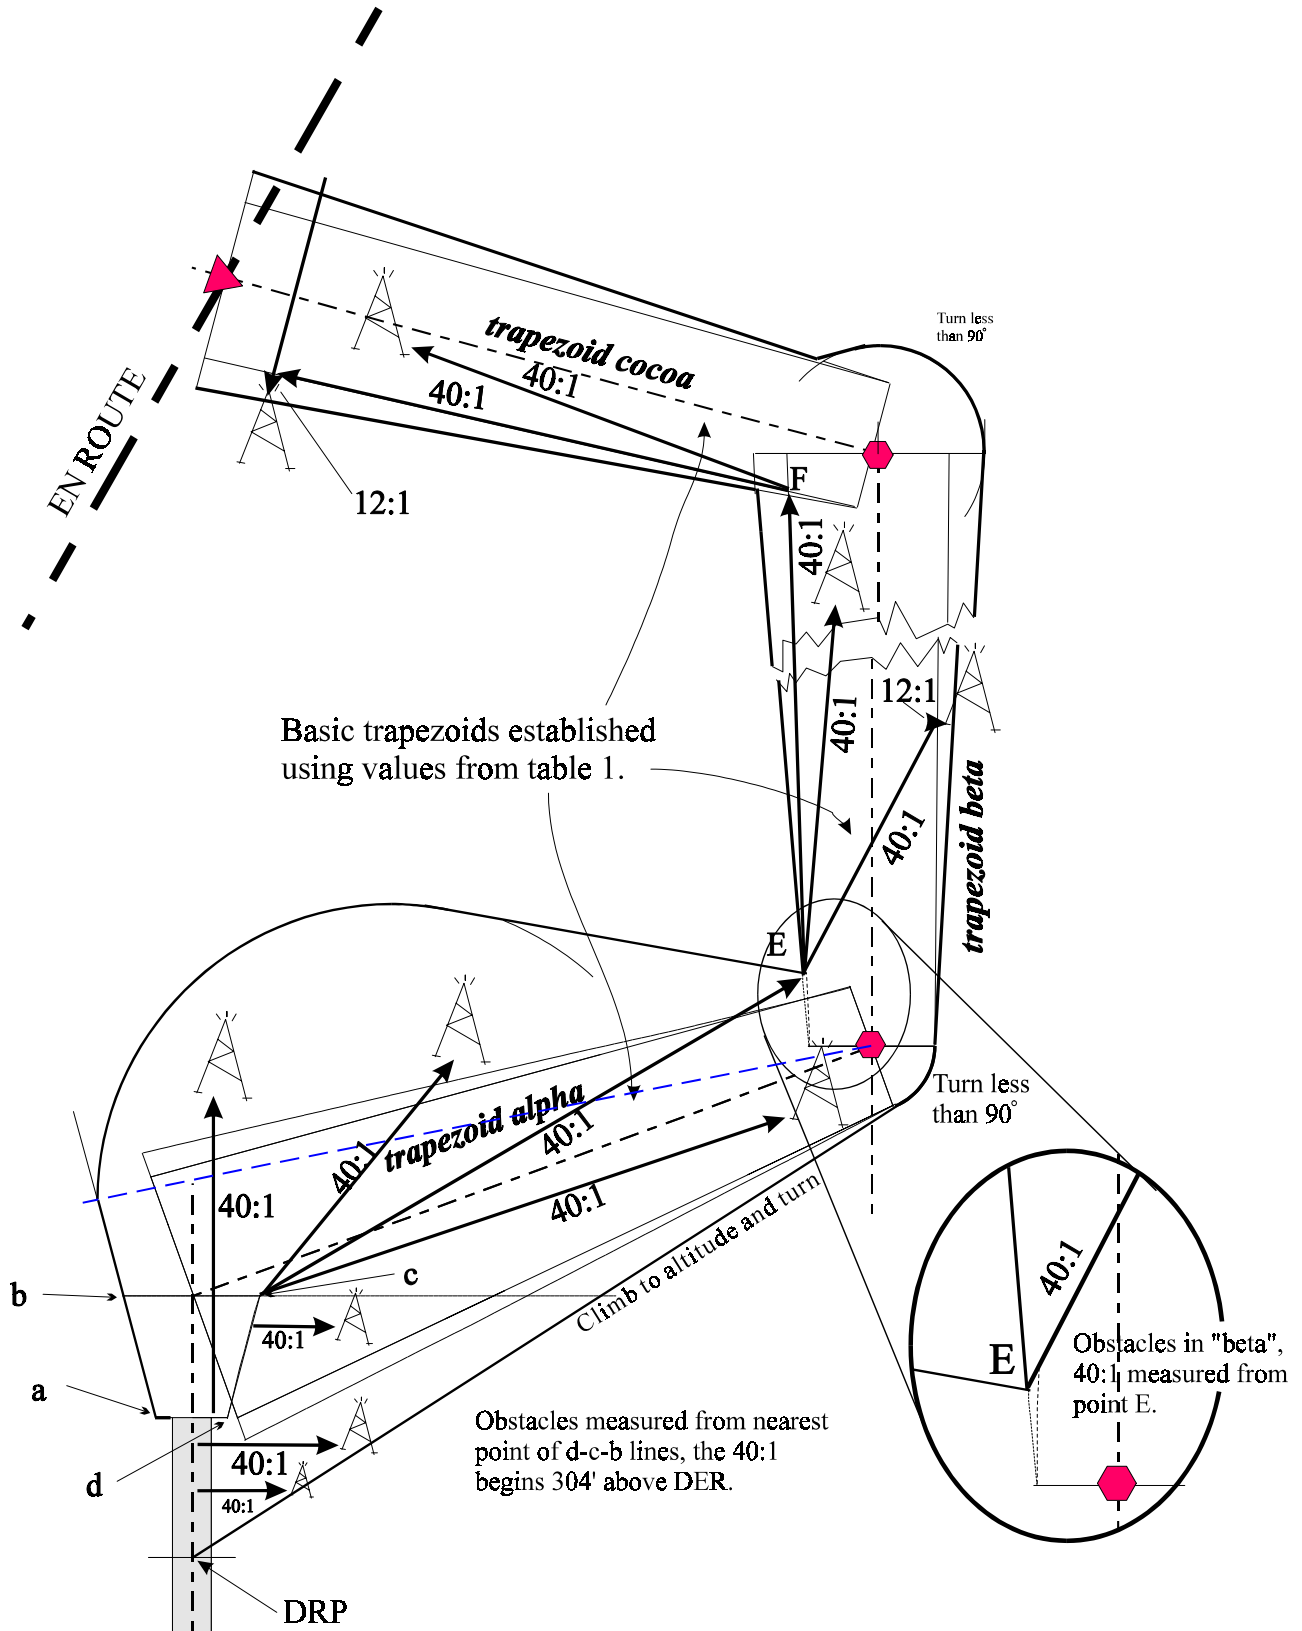 Turn less
than 90°
trapezoid cocoa
40:1
40:1
EN ROUTE
12:1
F
40:1
40:1
12:1
Basic trapezoids established
using values from table 1.
40:1
trapezoid beta
E
Turn less
than 90°
trapezoid alpha
40:1
40:1
40:1
40:1
c
b
40:1
Climb to altitude and turn
a
d
40:1
40:1
Obstacles measured from nearest
point of d-c-b lines, the 40:1
begins 304' above DER.
40:1
E
Obstacles in "beta",
40:1 measured from
point E.
DRP